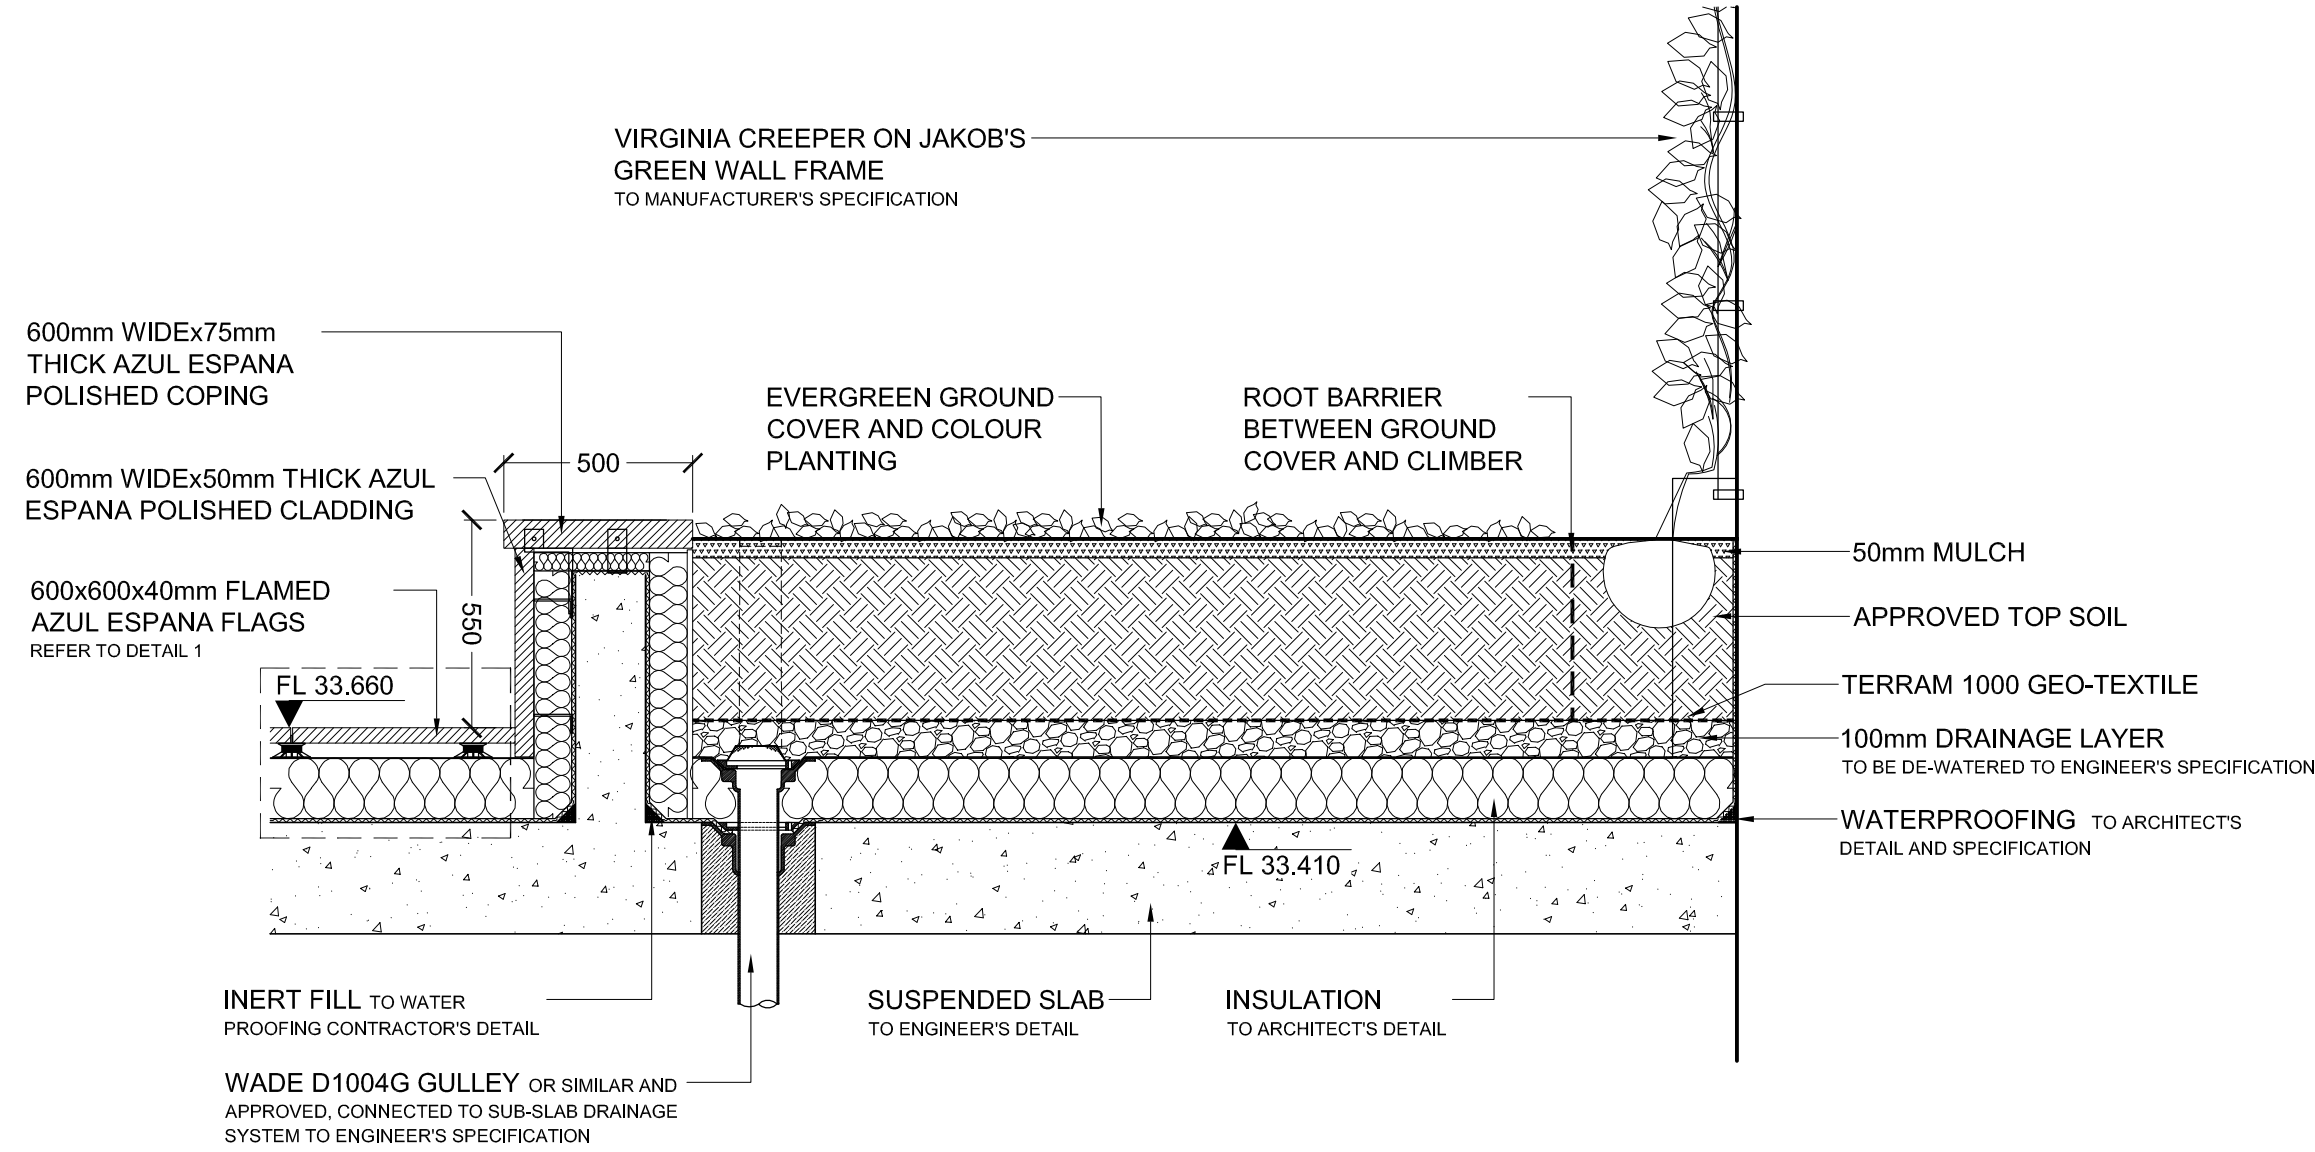 VIRGINIA CREEPER ON JAKOB'S
GREEN WALL FRAME
TO MANUFACTURER'S SPECIFICATION
600mm WIDEx75mm
THICK AZUL ESPANA
POLISHED COPING
EVERGREEN GROUND
COVER AND COLOUR
PLANTING
ROOT BARRIER
BETWEEN GROUND
COVER AND CLIMBER
500
600mm WIDEx50mm THICK AZUL
ESPANA POLISHED CLADDING
550
600x600x40mm FLAMED
AZUL ESPANA FLAGS
REFER TO DETAIL 1
FL 33.660
50mm MULCH
APPROVED TOP SOIL
TERRAM 1000 GEO-TEXTILE
100mm DRAINAGE LAYER
TO BE DE-WATERED TO ENGINEER'S SPECIFICATION
WATERPROOFING TO ARCHITECT'S
DETAIL AND SPECIFICATION
FL 33.410
INERT FILL TO WATER
PROOFING CONTRACTOR'S DETAIL
SUSPENDED SLAB
TO ENGINEER'S DETAIL
INSULATION
TO ARCHITECT'S DETAIL
WADE D1004G GULLEY OR SIMILAR AND
APPROVED, CONNECTED TO SUB-SLAB DRAINAGE
SYSTEM TO ENGINEER'S SPECIFICATION